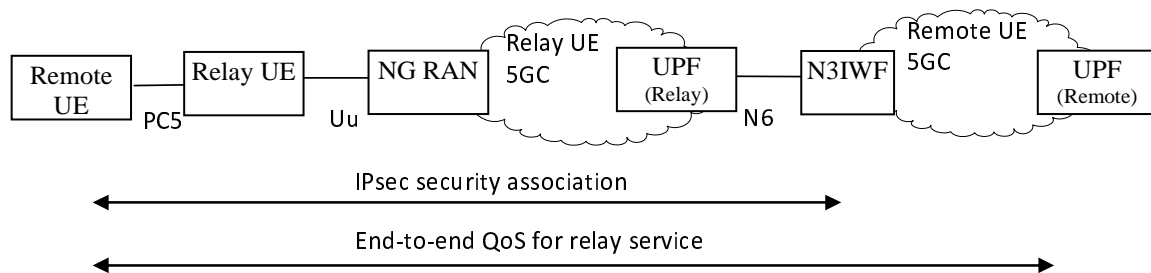 Remote
UE
PC5
Relay UE
Uu
NG RAN
Relay UE
5GC
UPF
(Relay)
N6
N3IWF
Remote UE
5GC
UPF
(Remote)
IPsec security association
End-to-end QoS for relay service